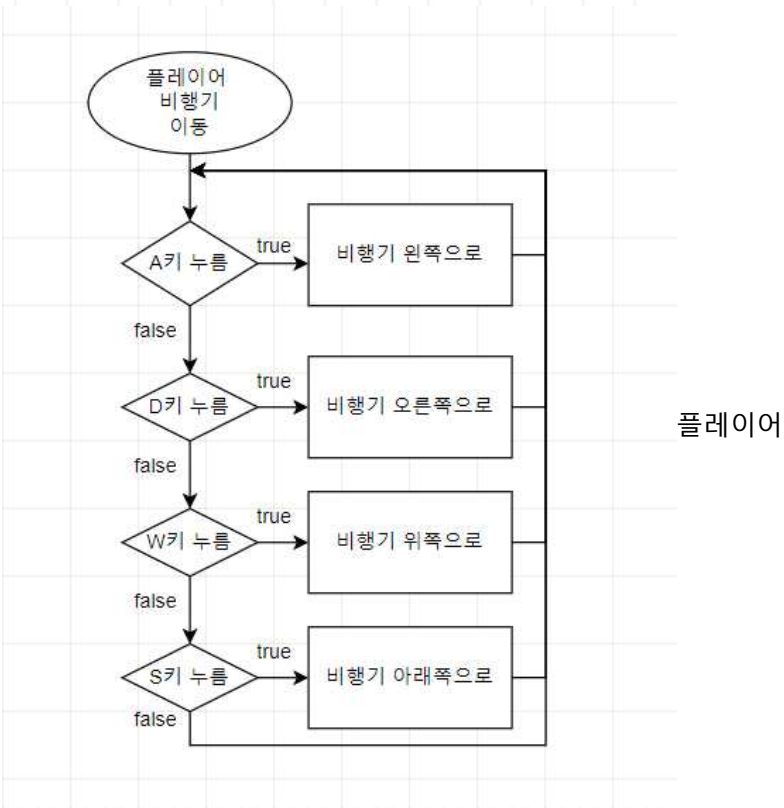 플레이어
비행기
이동
A키 누름
true
비행기 왼쪽으로
false
D키 누름
true
비행기 오른쪽으로
플레이어
false
W키 누름
true
비행기 위쪽으로
false
S키 누름
true
비행기 아래쪽으로
false